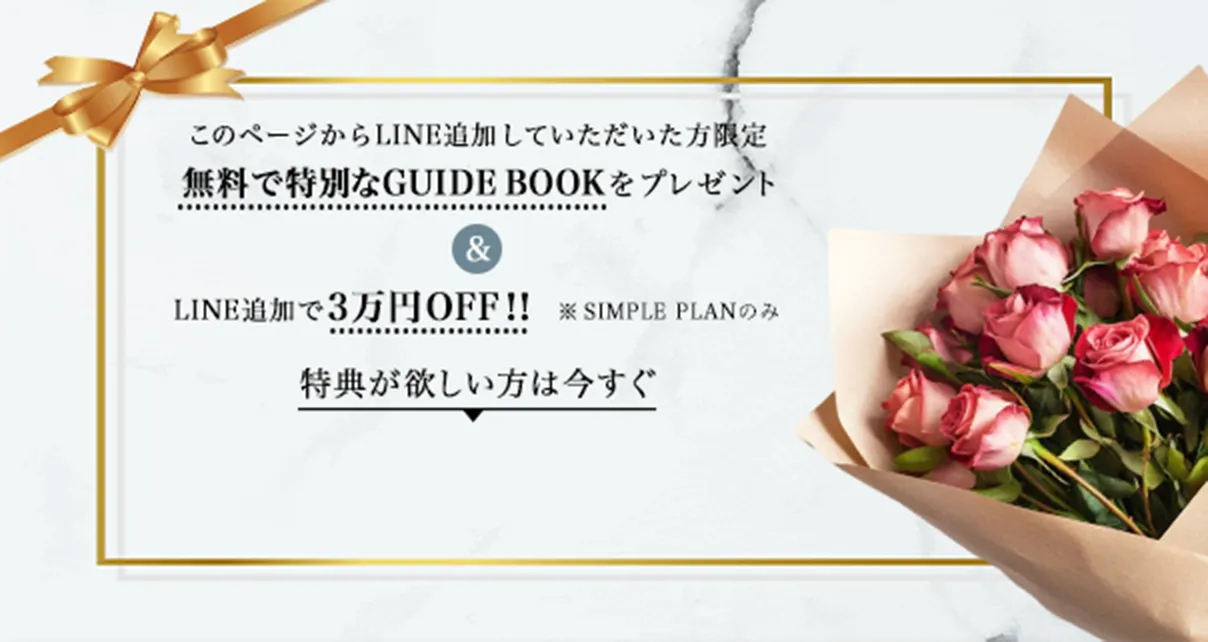 このページからLINE追加していただいた方限定
無料で特別なGUIDE BOOKをプレゼント
&
LINE追加で3万円OFF!! ※SIMPLE PLANのみ
特典が欲しい方は今すぐ